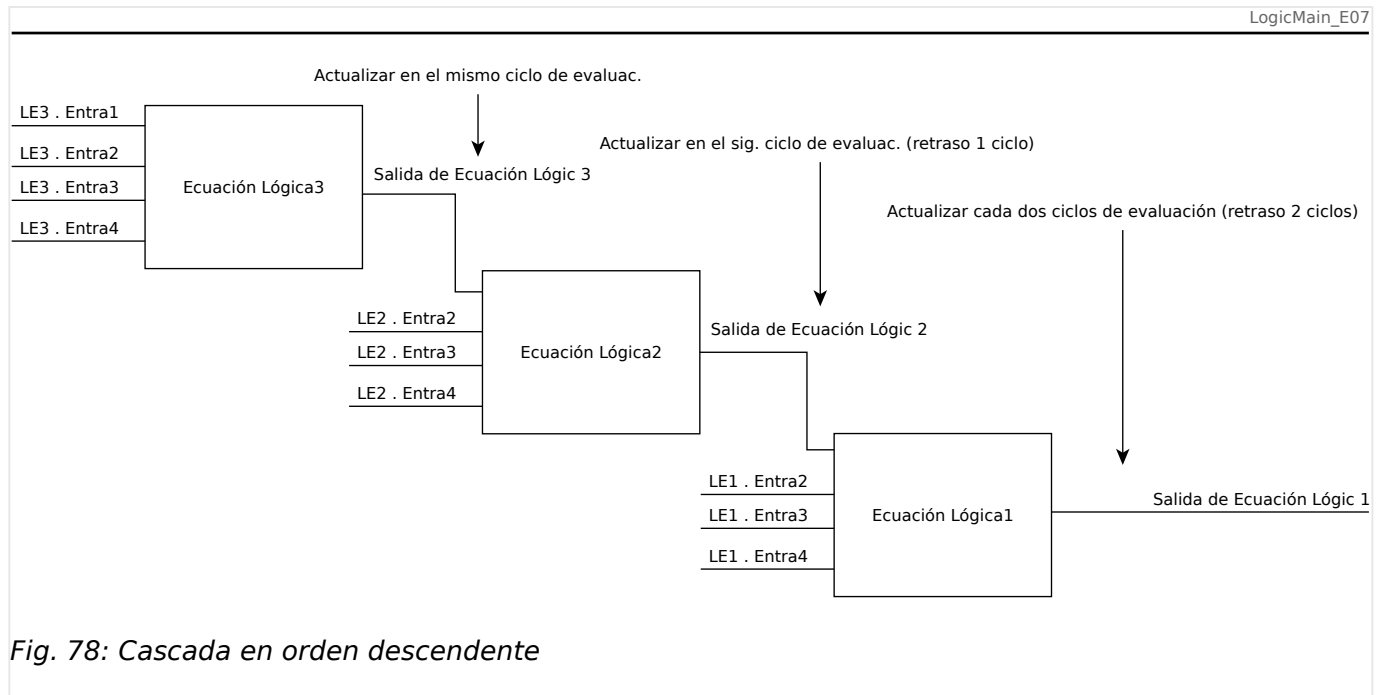 LogicMain_E07
Actualizar en el mismo ciclo de evaluac.
LE3 . Entra1
Actualizar en el sig. ciclo de evaluac. (retraso 1 ciclo)
LE3 . Entra2
Salida de Ecuación Lógic 3
LE3 . Entra3
Ecuación Lógica3
Actualizar cada dos ciclos de evaluación (retraso 2 ciclos)
LE3 . Entra4
LE2 . Entra2
Salida de Ecuación Lógic 2
LE2 . Entra3
Ecuación Lógica2
LE2 . Entra4
LE1 . Entra2
Salida de Ecuación Lógic 1
LE1 . Entra3
Ecuación Lógica1
LE1 . Entra4
Fig. 78: Cascada en orden descendente